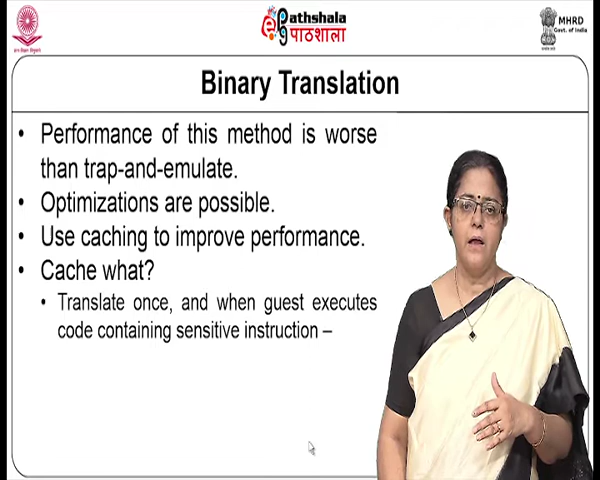 Pathshala
पाठशाला
MHRD
Govt. of India
Binary Translation
• Performance of this method is worse
than trap-and-emulate.
• Optimizations are possible.
• Use caching to improve performance.
• Cache what?
• Translate once, and when guest executes
code containing sensitive instruction –